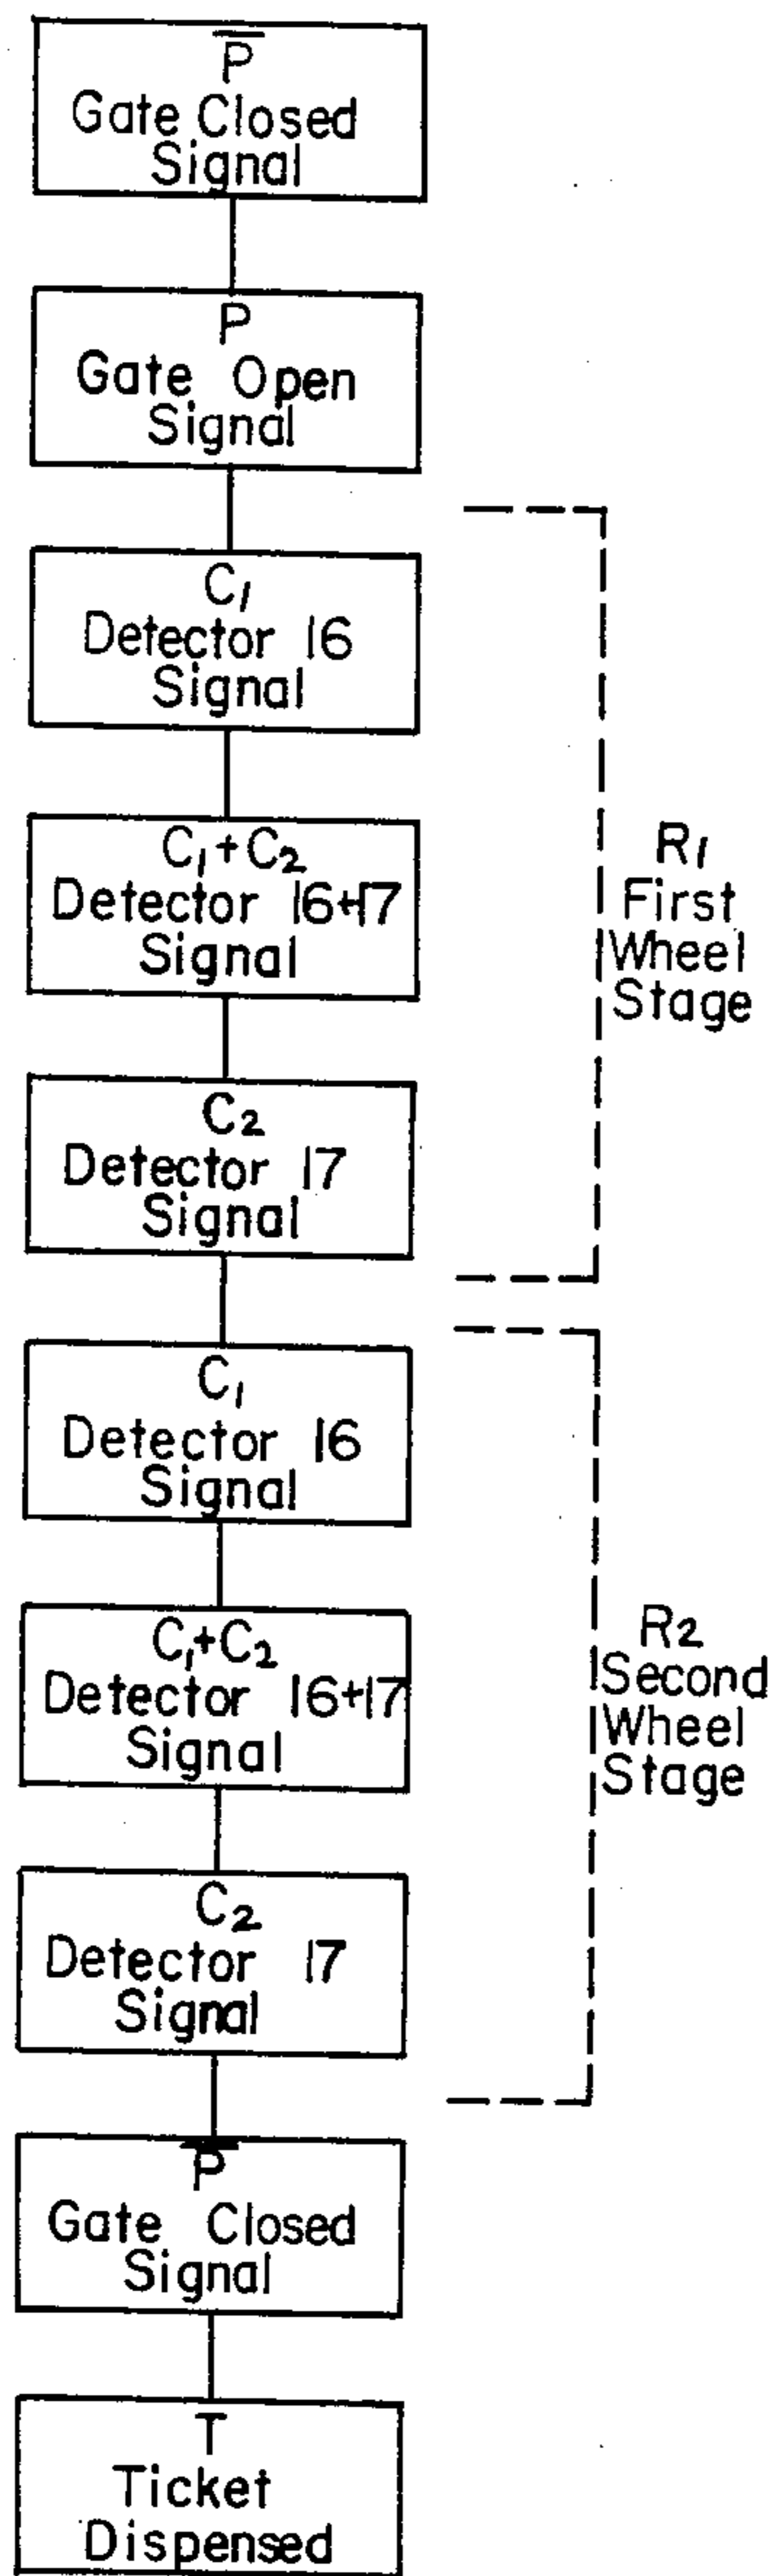 P̅
Gate Closed
Signal
P
Gate Open
Signal
C1
Detector 16
Signal
C1+C2
Detector 16+17
Signal
C2
Detector 17
Signal
R1
First
Wheel
Stage
C1
Detector 16
Signal
C1+C2
Detector 16+17
Signal
C2
Detector 17
Signal
R2
Second
Wheel
Stage
P̅
Gate Closed
Signal
T
Ticket
Dispensed